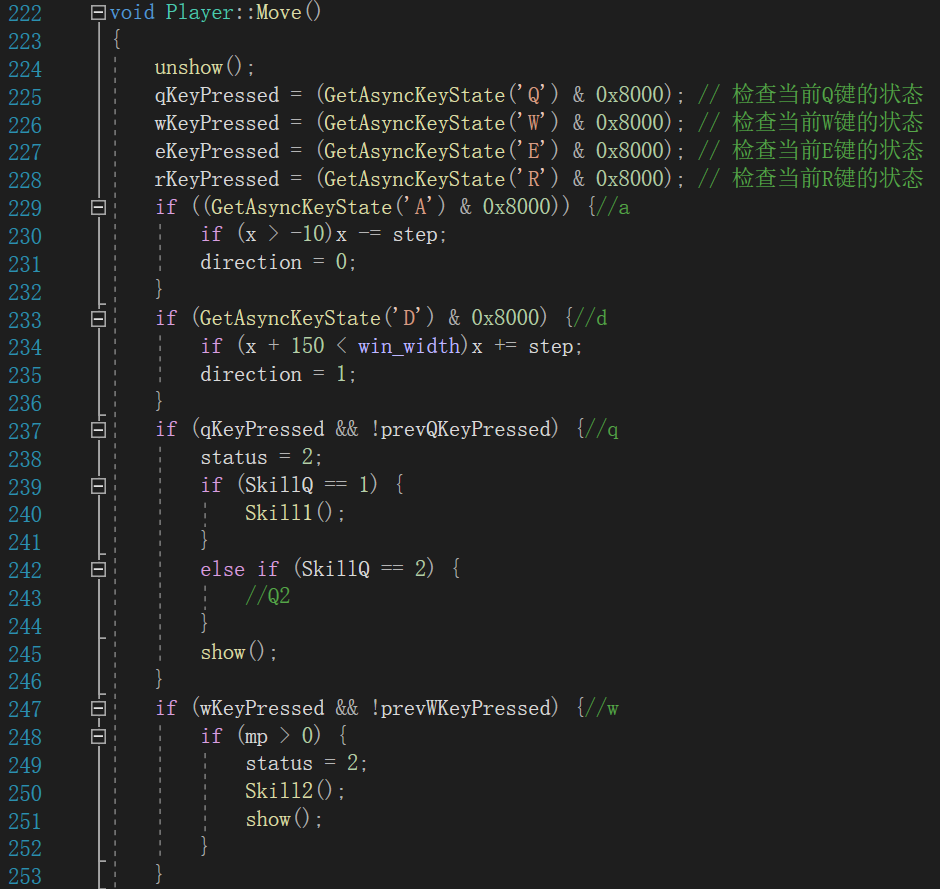 222 void Player::Move()
223 {
224 unshow();
225 qKeyPressed = (GetAsyncKeyState('Q') & 0x8000); // 检查当前Q键的状态
226 wKeyPressed = (GetAsyncKeyState('W') & 0x8000); // 检查当前W键的状态
227 eKeyPressed = (GetAsyncKeyState('E') & 0x8000); // 检查当前E键的状态
228 rKeyPressed = (GetAsyncKeyState('R') & 0x8000); // 检查当前R键的状态
229 if ((GetAsyncKeyState('A') & 0x8000)) {//a
230 if (x > -10)x -= step;
231 direction = 0;
232 }
233 if (GetAsyncKeyState('D') & 0x8000) {//d
234 if (x + 150 < win_width)x += step;
235 direction = 1;
236 }
237 if (qKeyPressed && !prevQKeyPressed) {//q
238 status = 2;
239 if (SkillQ == 1) {
240 Skill1();
241 }
242 else if (SkillQ == 2) {
243 //Q2
244 }
245 show();
246 }
247 if (wKeyPressed && !prevWKeyPressed) {//w
248 if (mp > 0) {
249 status = 2;
250 Skill2();
251 show();
252 }
253 }